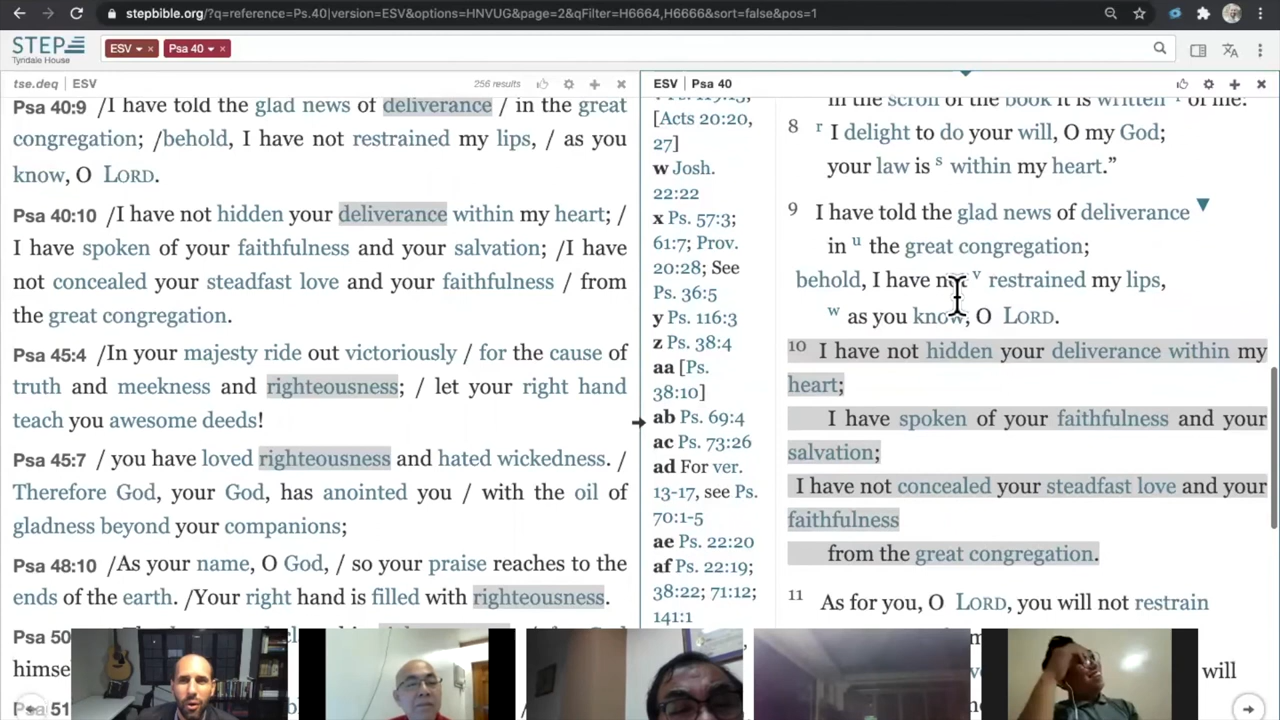 stepbible.org/?q=reference=Ps.40|version=ESV&options=HNVUG&page=2&qFilter=H6664,H6666&sort=false&pos=1
STEP
Tyndale House
ESV × Psa 40 ×
tse.deq | ESV 256 results
Psa 40:9 /I have told the glad news of deliverance / in the great
congregation; /behold, I have not restrained my lips, / as you
know, O LORD.
Psa 40:10 /I have not hidden your deliverance within my heart; /
I have spoken of your faithfulness and your salvation; /I have
not concealed your steadfast love and your faithfulness / from
the great congregation.
Psa 45:4 /In your majesty ride out victoriously / for the cause of
truth and meekness and righteousness; / let your right hand
teach you awesome deeds!
Psa 45:7 / you have loved righteousness and hated wickedness. /
Therefore God, your God, has anointed you / with the oil of
gladness beyond your companions;
Psa 48:10 /As your name, O God, / so your praise reaches to the
ends of the earth. /Your right hand is filled with righteousness.
Psa 50
himse
Psa 51
ESV | Psa 40
[Acts 20:20,
27]
w Josh.
22:22
x Ps. 57:3;
61:7; Prov.
20:28; See
Ps. 36:5
y Ps. 116:3
z Ps. 38:4
aa [Ps.
38:10]
ab Ps. 69:4
ac Ps. 73:26
ad For ver.
13-17, see Ps.
70:1-5
ae Ps. 22:20
af Ps. 22:19;
38:22; 71:12;
141:1
in the scroll of the book it is written of me:
8 r I delight to do your will, O my God;
your law is s within my heart.”
9 I have told the glad news of deliverance
in u the great congregation;
behold, I have no v restrained my lips,
w as you know, O LORD.
10 I have not hidden your deliverance within my
heart;
I have spoken of your faithfulness and your
salvation;
I have not concealed your steadfast love and your
faithfulness
from the great congregation.
11 As for you, O LORD, you will not restrain
will